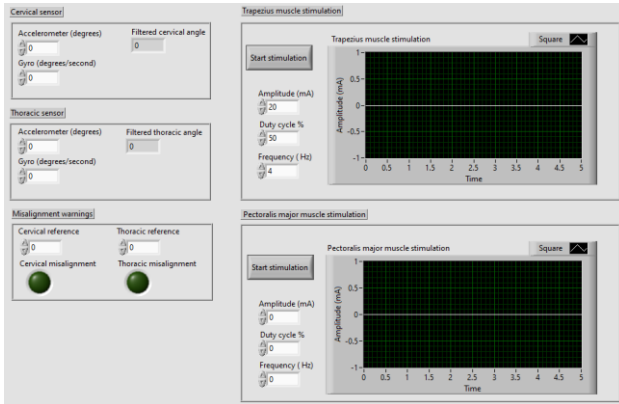 Cervical sensor
Accelerometer (degrees)
0
Filtered cervical angle
0
Gyro (degrees/second)
0
Thoracic sensor
Accelerometer (degrees)
0
Filtered thoracic angle
0
Gyro (degrees/second)
0
Misalignment warnings
Cervical reference
0
Thoracic reference
0
Cervical misalignment
Thoracic misalignment
Trapezius muscle stimulation
Start stimulation
Amplitude (mA)
20
Duty cycle %
50
Frequency ( Hz)
4
Trapezius muscle stimulation
Square
Amplitude (mA)
1
0.5
0
-0.5
-1
0 0.5 1 1.5 2 2.5 3 3.5 4 4.5 5
Time
Pectoralis major muscle stimulation
Start stimulation
Amplitude (mA)
0
Duty cycle %
0
Frequency ( Hz)
0
Pectoralis major muscle stimulation
Square
Amplitude (mA)
1
0.5
0
-0.5
-1
0 0.5 1 1.5 2 2.5 3 3.5 4 4.5 5
Time